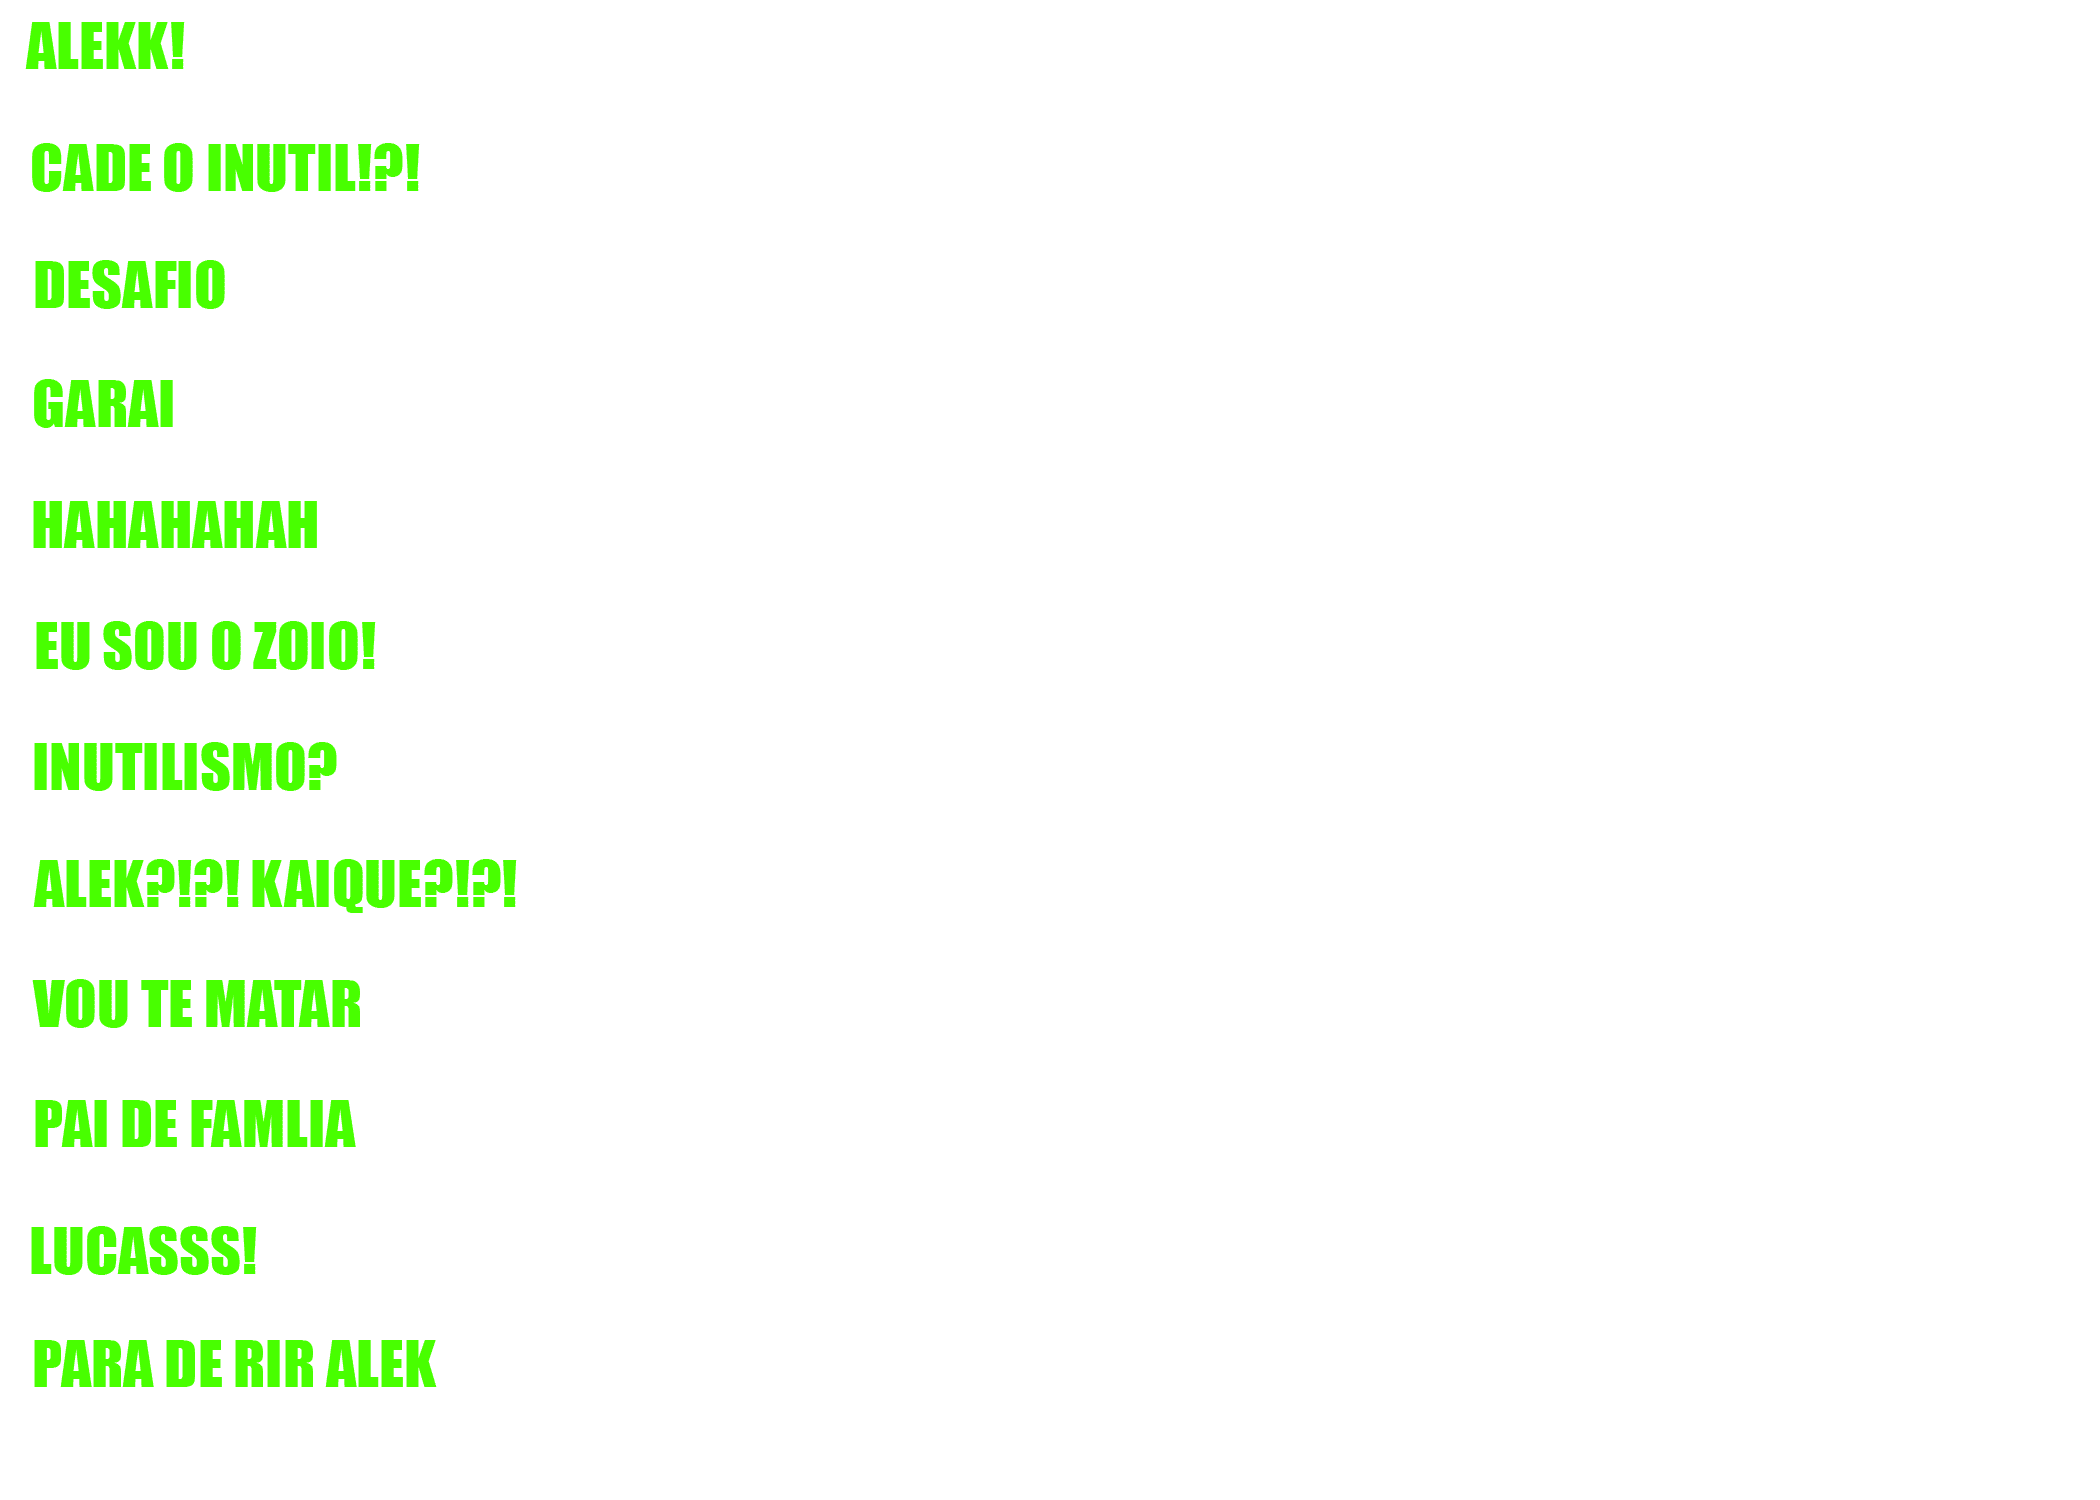 ALEKK!
CADE O INUTIL!?!
DESAFIO
GARAI
HAHAHAHAH
EU SOU O ZOIO!
INUTILISMO?
ALEK?!?! KAIQUE?!?!
VOU TE MATAR
PAI DE FAMLIA
LUCASSS!
PARA DE RIR ALEK